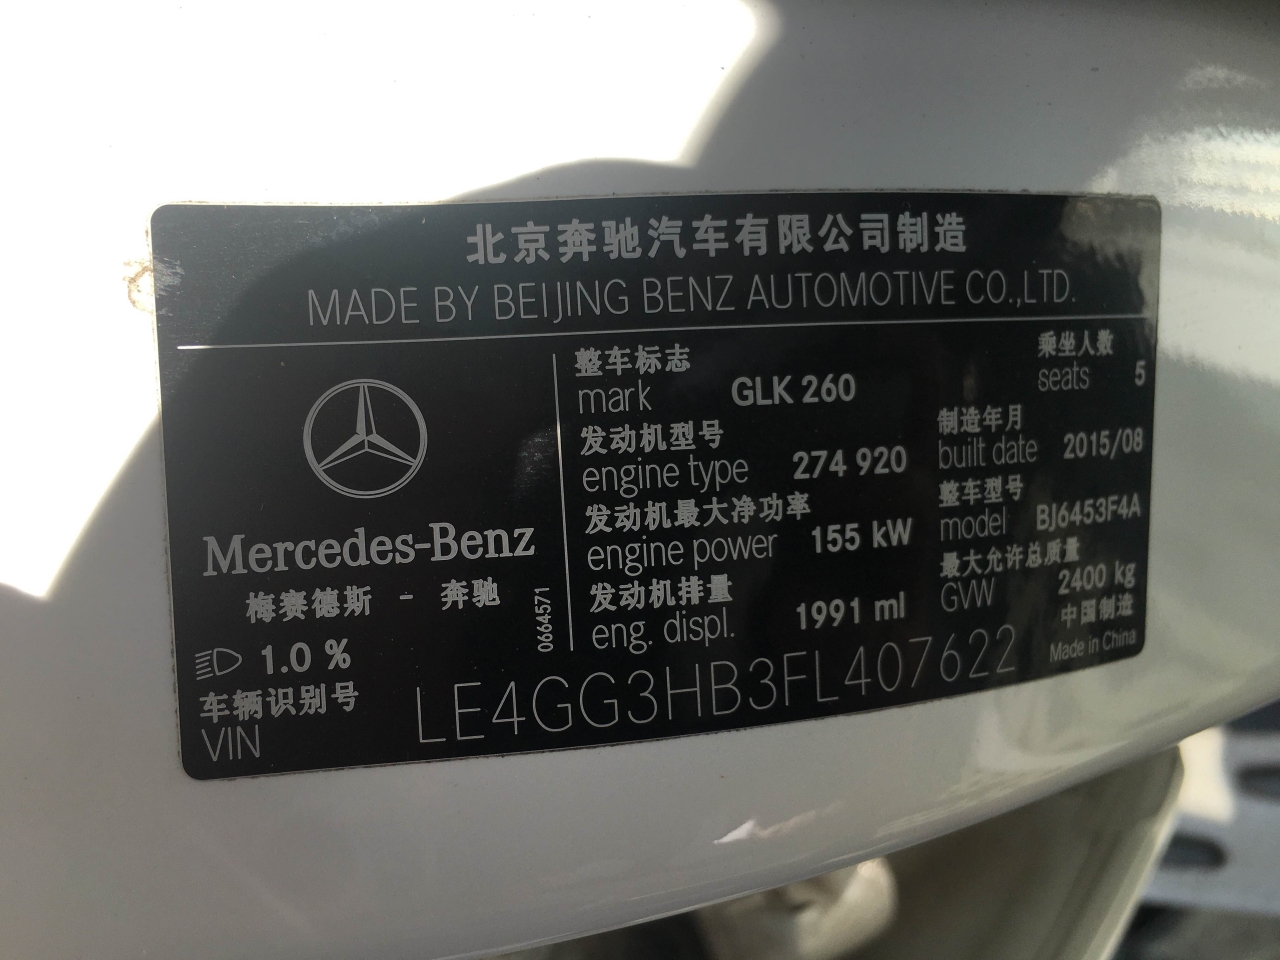 北京奔驰汽车有限公司制造
MADE BY BEIJING BENZ AUTOMOTIVE CO.,LTD.
Mercedes-Benz
梅赛德斯 - 奔驰
1.0 %
0664571
整车标志
mark GLK 260
乘坐人数
seats 5
发动机型号
engine type 274 920
制造年月
built date 2015/08
发动机最大净功率
engine power 155 kW
整车型号
model BJ6453F4A
发动机排量
eng. displ. 1991 ml
最大允许总质量
GVW 2400 kg
中国制造
Made in China
车辆识别号
VIN LE4GG3HB3FL407622